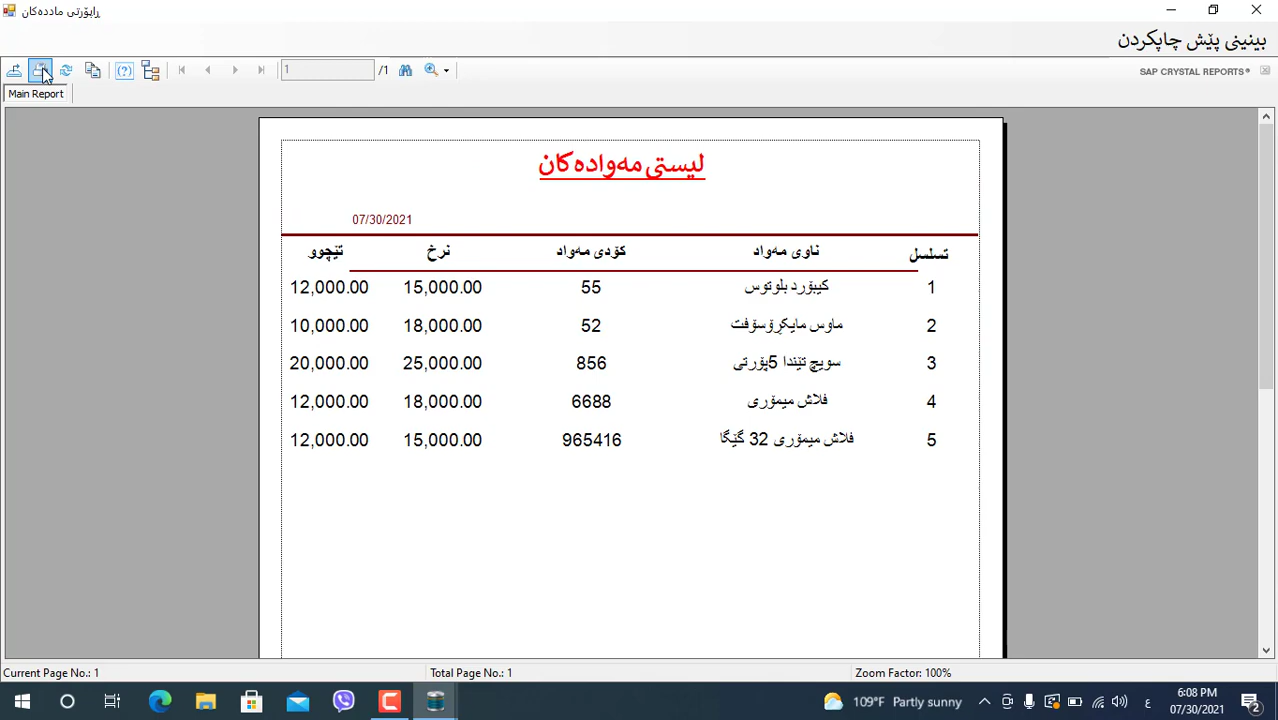 ڕاپۆرتی ماددەکان
بینینی پێش چاپکردن
1 /1
SAP CRYSTAL REPORTS®
Main Report
لیستی مەوادەکان
07/30/2021
تسلسل ناوی مەواد کۆدی مەواد نرخ تێچوو
1 کیبۆرد بلوتوس 55 15,000.00 12,000.00
2 ماوس مایکڕۆسۆفت 52 18,000.00 10,000.00
3 سویچ تێندا 5پۆرتی 856 25,000.00 20,000.00
4 فلاش میمۆری 6688 18,000.00 12,000.00
5 فلاش میمۆری 32 گێگا 965416 15,000.00 12,000.00
Current Page No.: 1 Total Page No.: 1 Zoom Factor: 100%
109°F Partly sunny ع 6:08 PM
07/30/2021 2